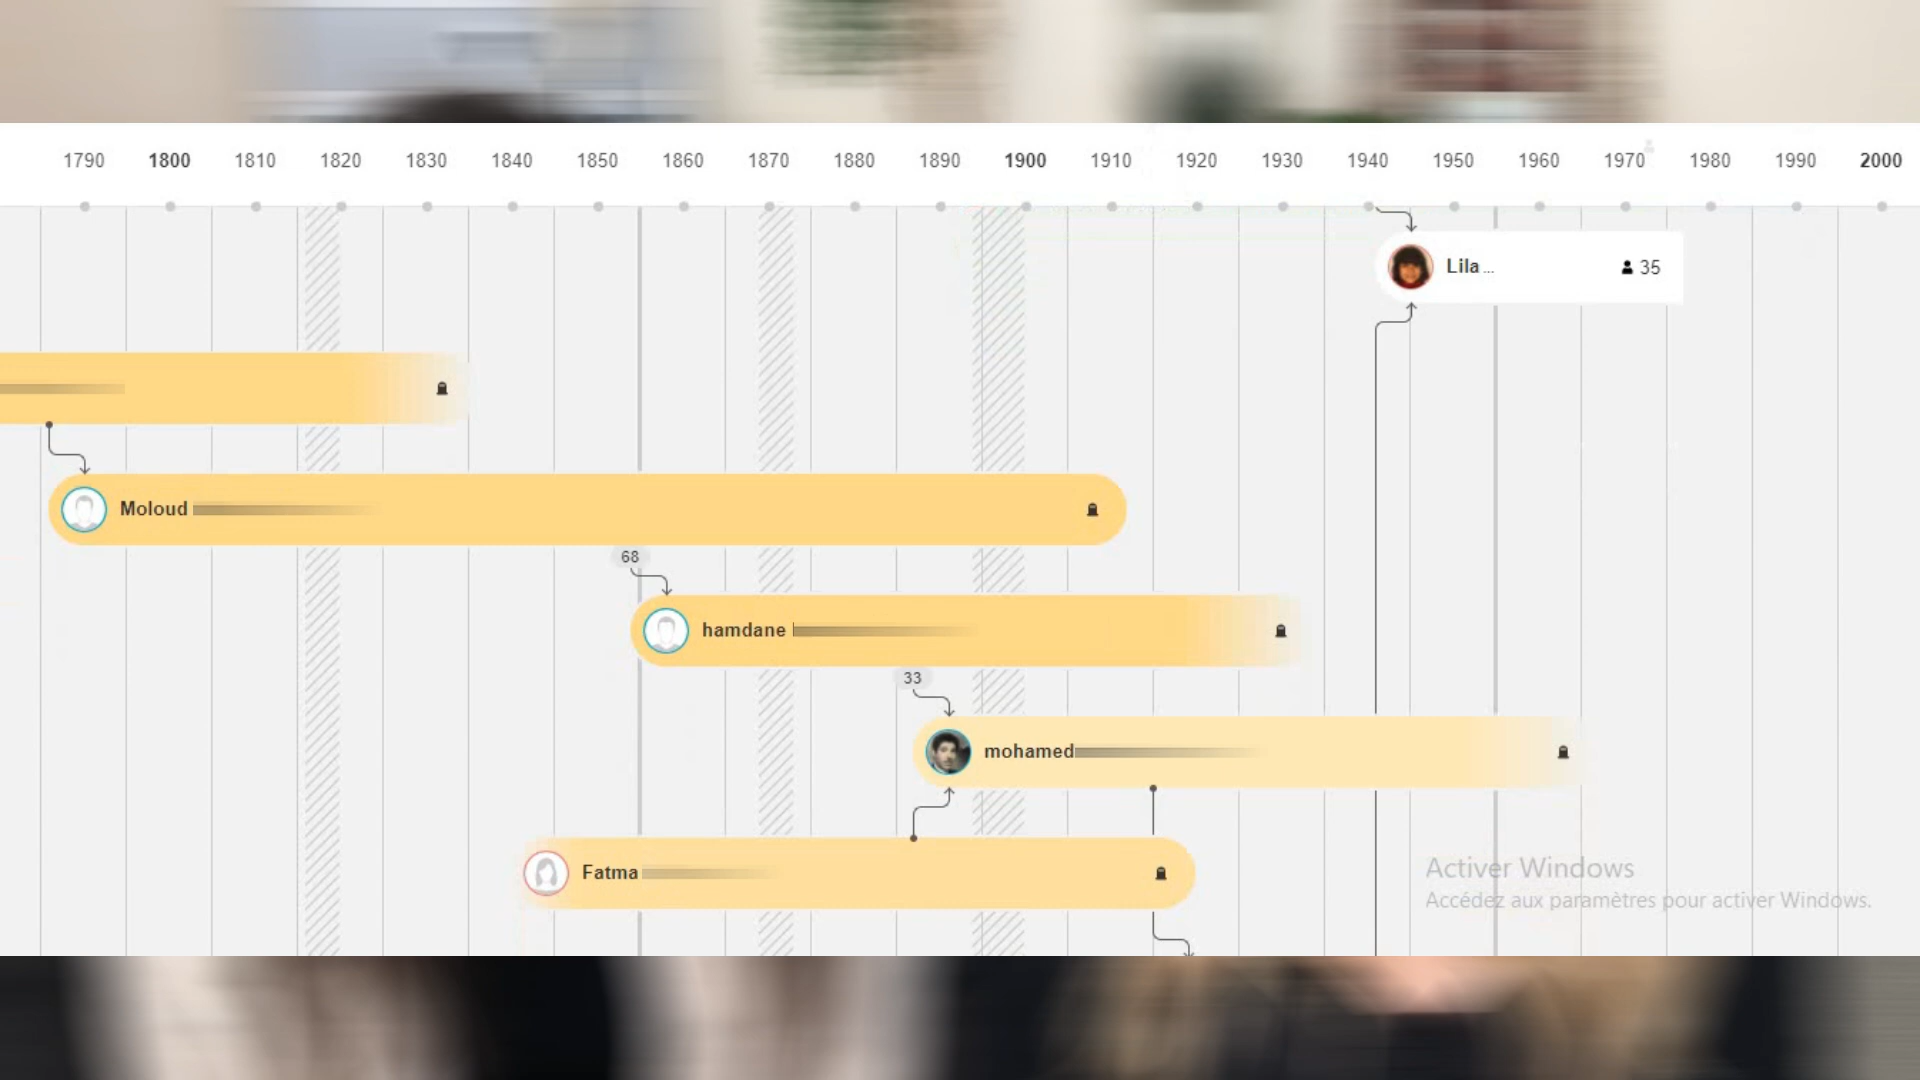 1790 1800 1810 1820 1830 1840 1850 1860 1870 1880 1890 1900 1910 1920 1930 1940 1950 1960 1970 1980 1990 2000
Lila ... 35
Moloud
68
hamdane
33
mohamed
Fatma
Activer Windows
Accédez aux paramètres pour activer Windows.